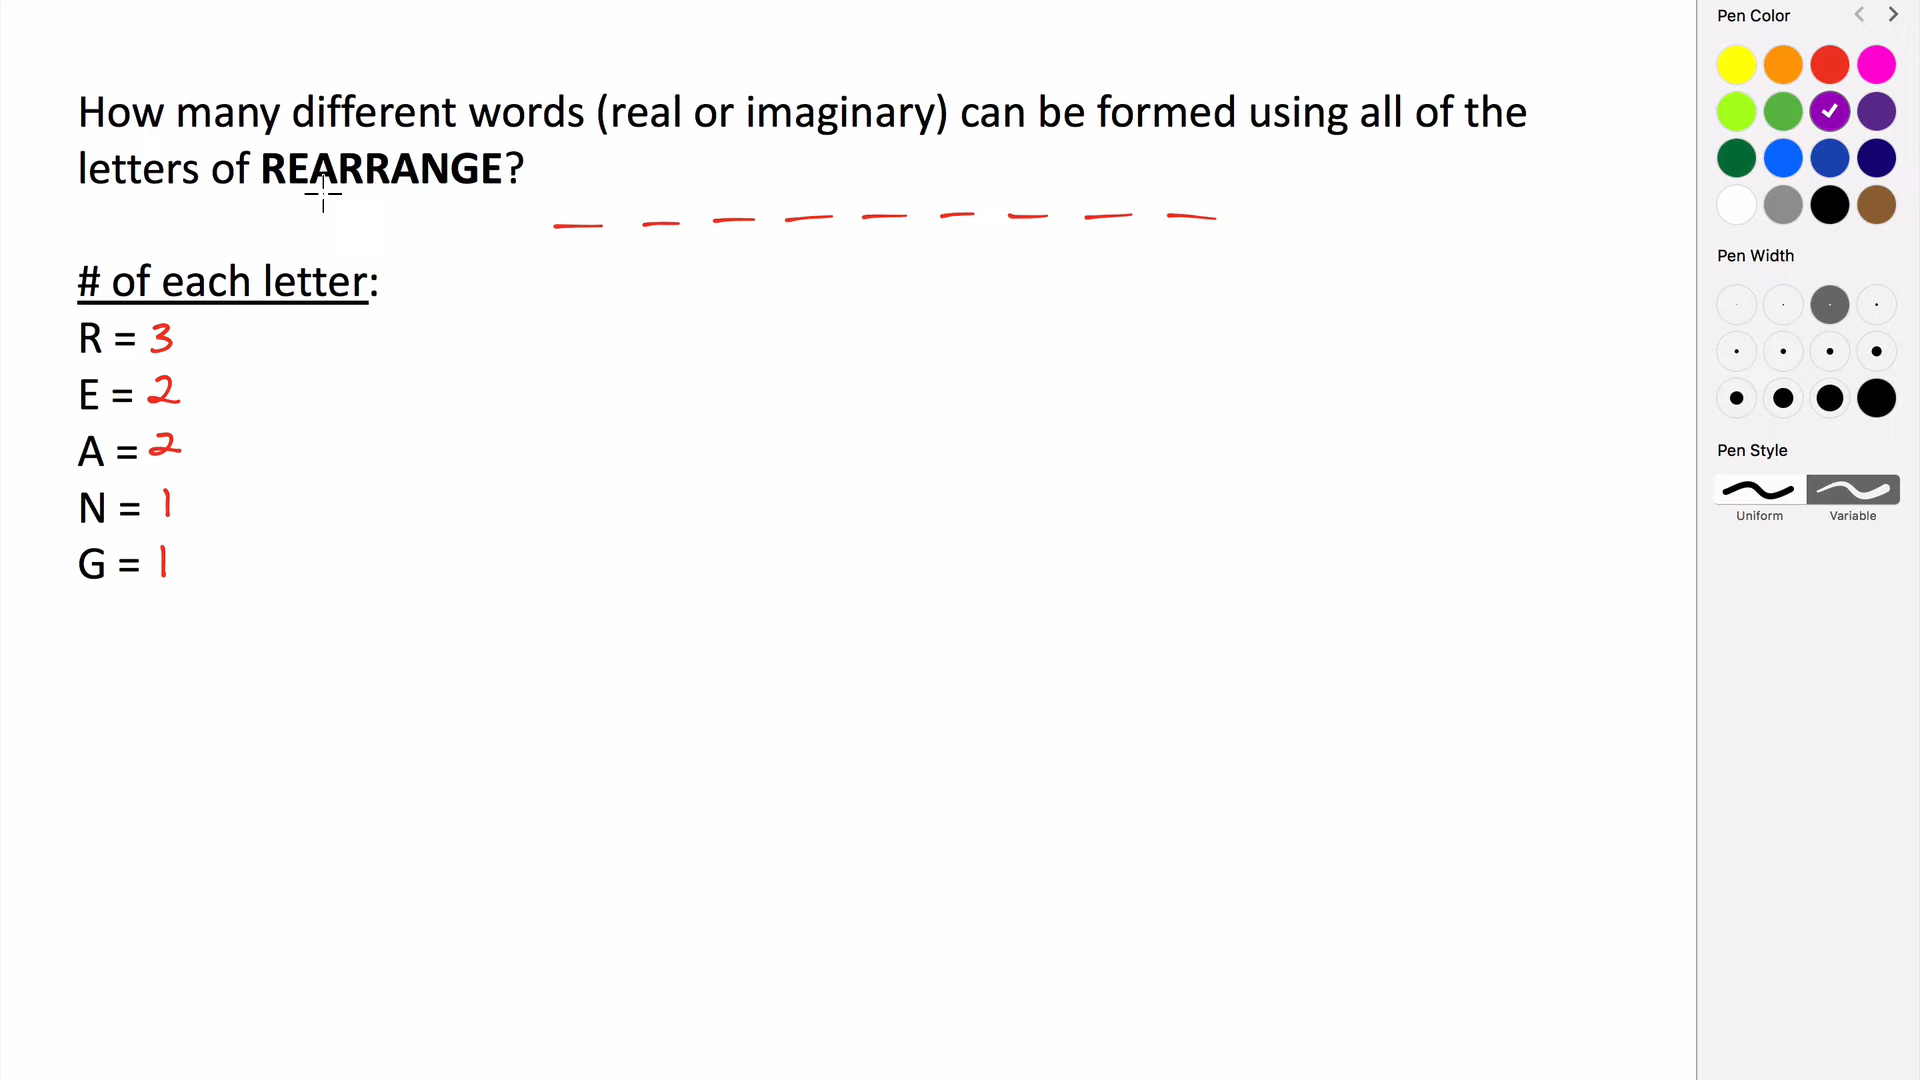 How many different words (real or imaginary) can be formed using all of the
letters of REARRANGE?
# of each letter:
R = 3
E = 2
A = 2
N = 1
G = 1
Pen Color
Pen Width
Pen Style
Uniform Variable